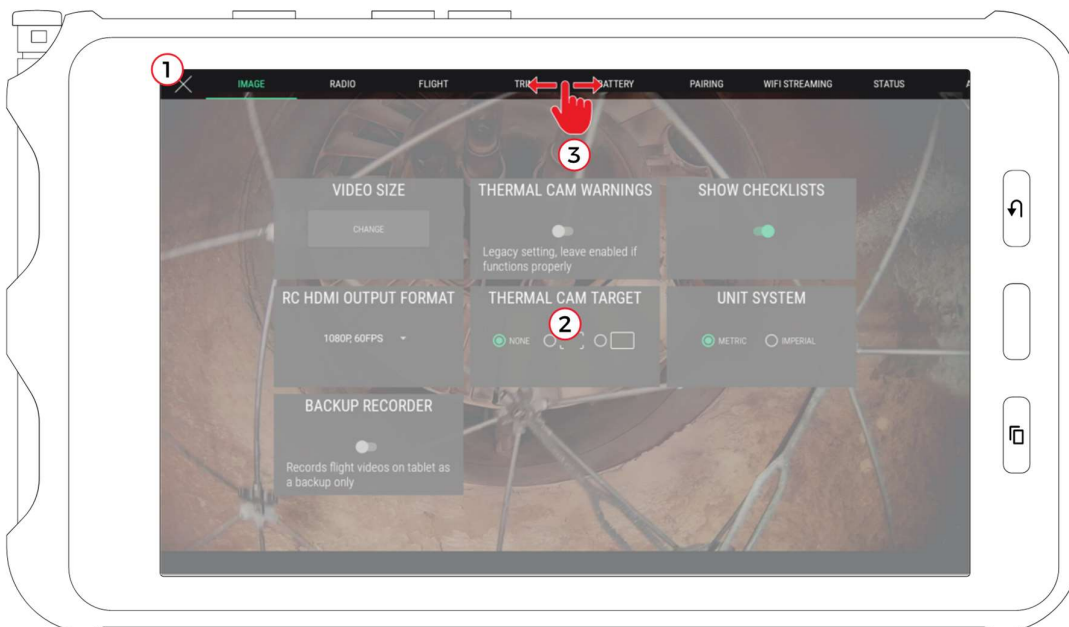 1
IMAGE RADIO FLIGHT BATTERY PAIRING WIFI STREAMING STATUS
3
VIDEO SIZE
CHANGE
THERMAL CAM WARNINGS
Legacy setting, leave enabled if
functions properly
SHOW CHECKLISTS
RC HDMI OUTPUT FORMAT
1080P, 60FPS
THERMAL CAM TARGET
2
NONE
UNIT SYSTEM
METRIC IMPERIAL
BACKUP RECORDER
Records flight videos on tablet as
a backup only